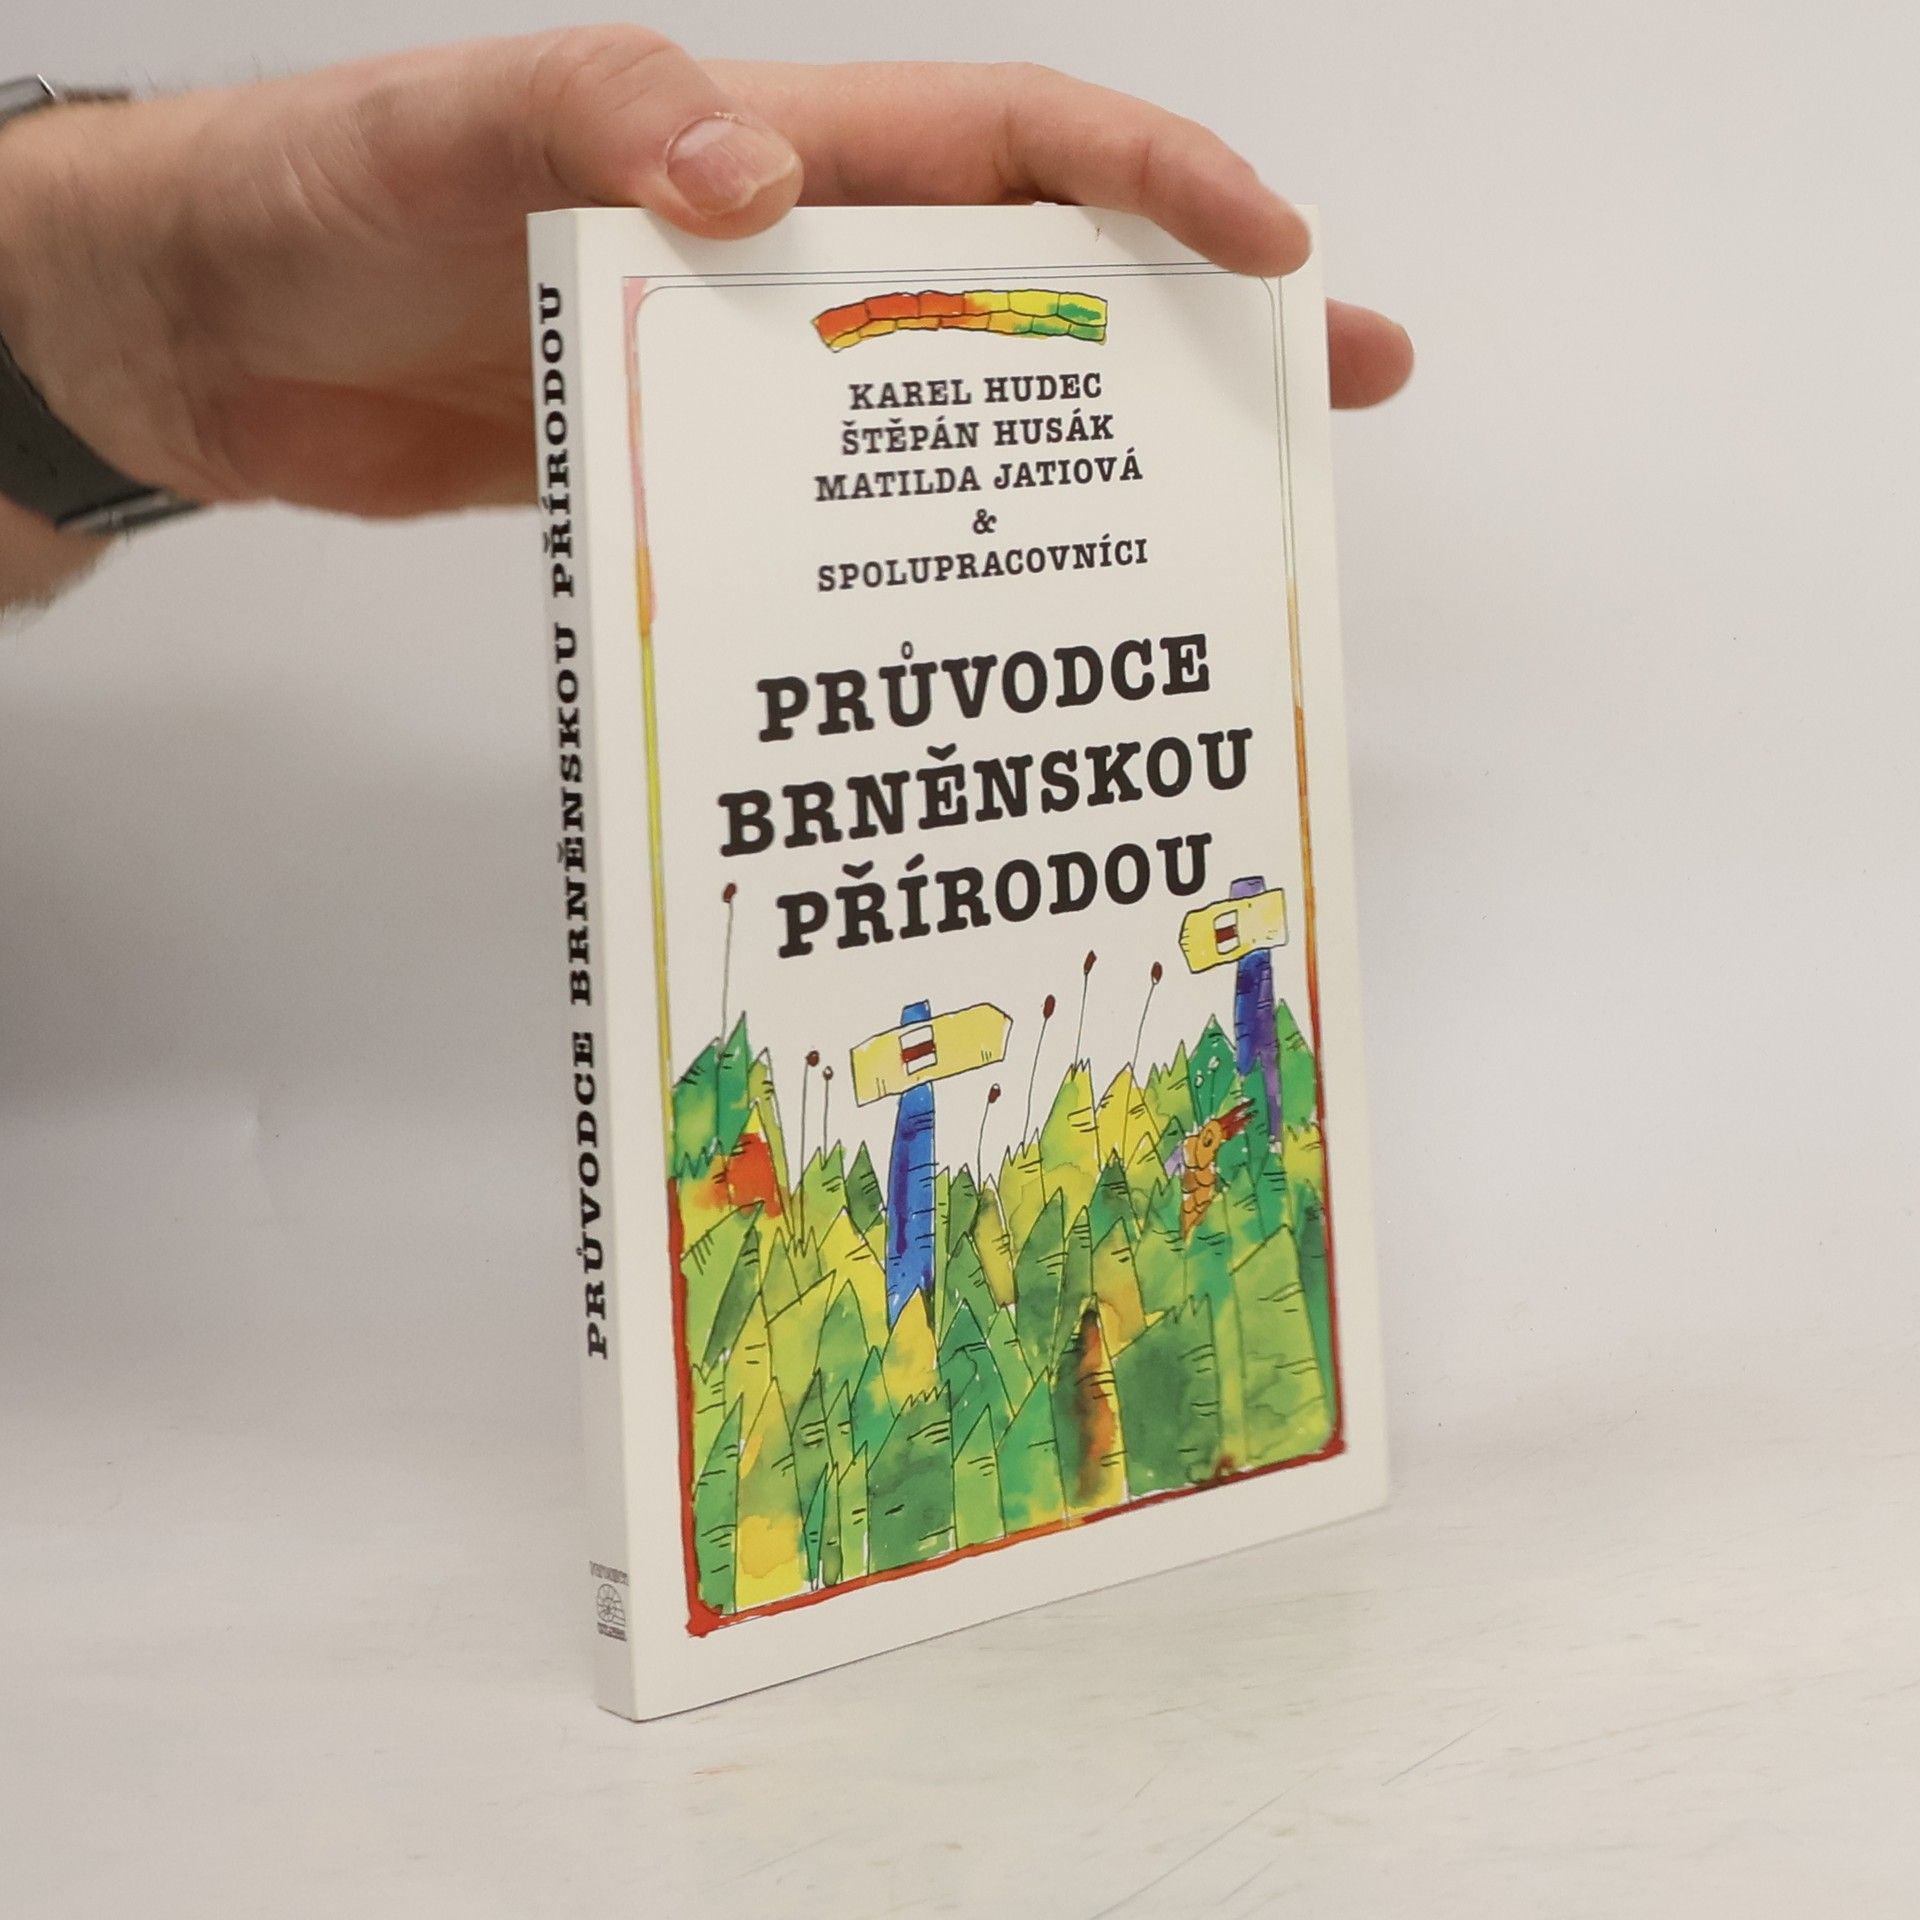 PRŮVODCE BRNĚNSKOU PŘÍRODOU
KAREL HUDEC
ŠTĚPÁN HUSÁK
MATILDA JATIOVÁ
&
SPOLUPRACOVNÍCI
PRŮVODCE
BRNĚNSKOU
PŘÍRODOU